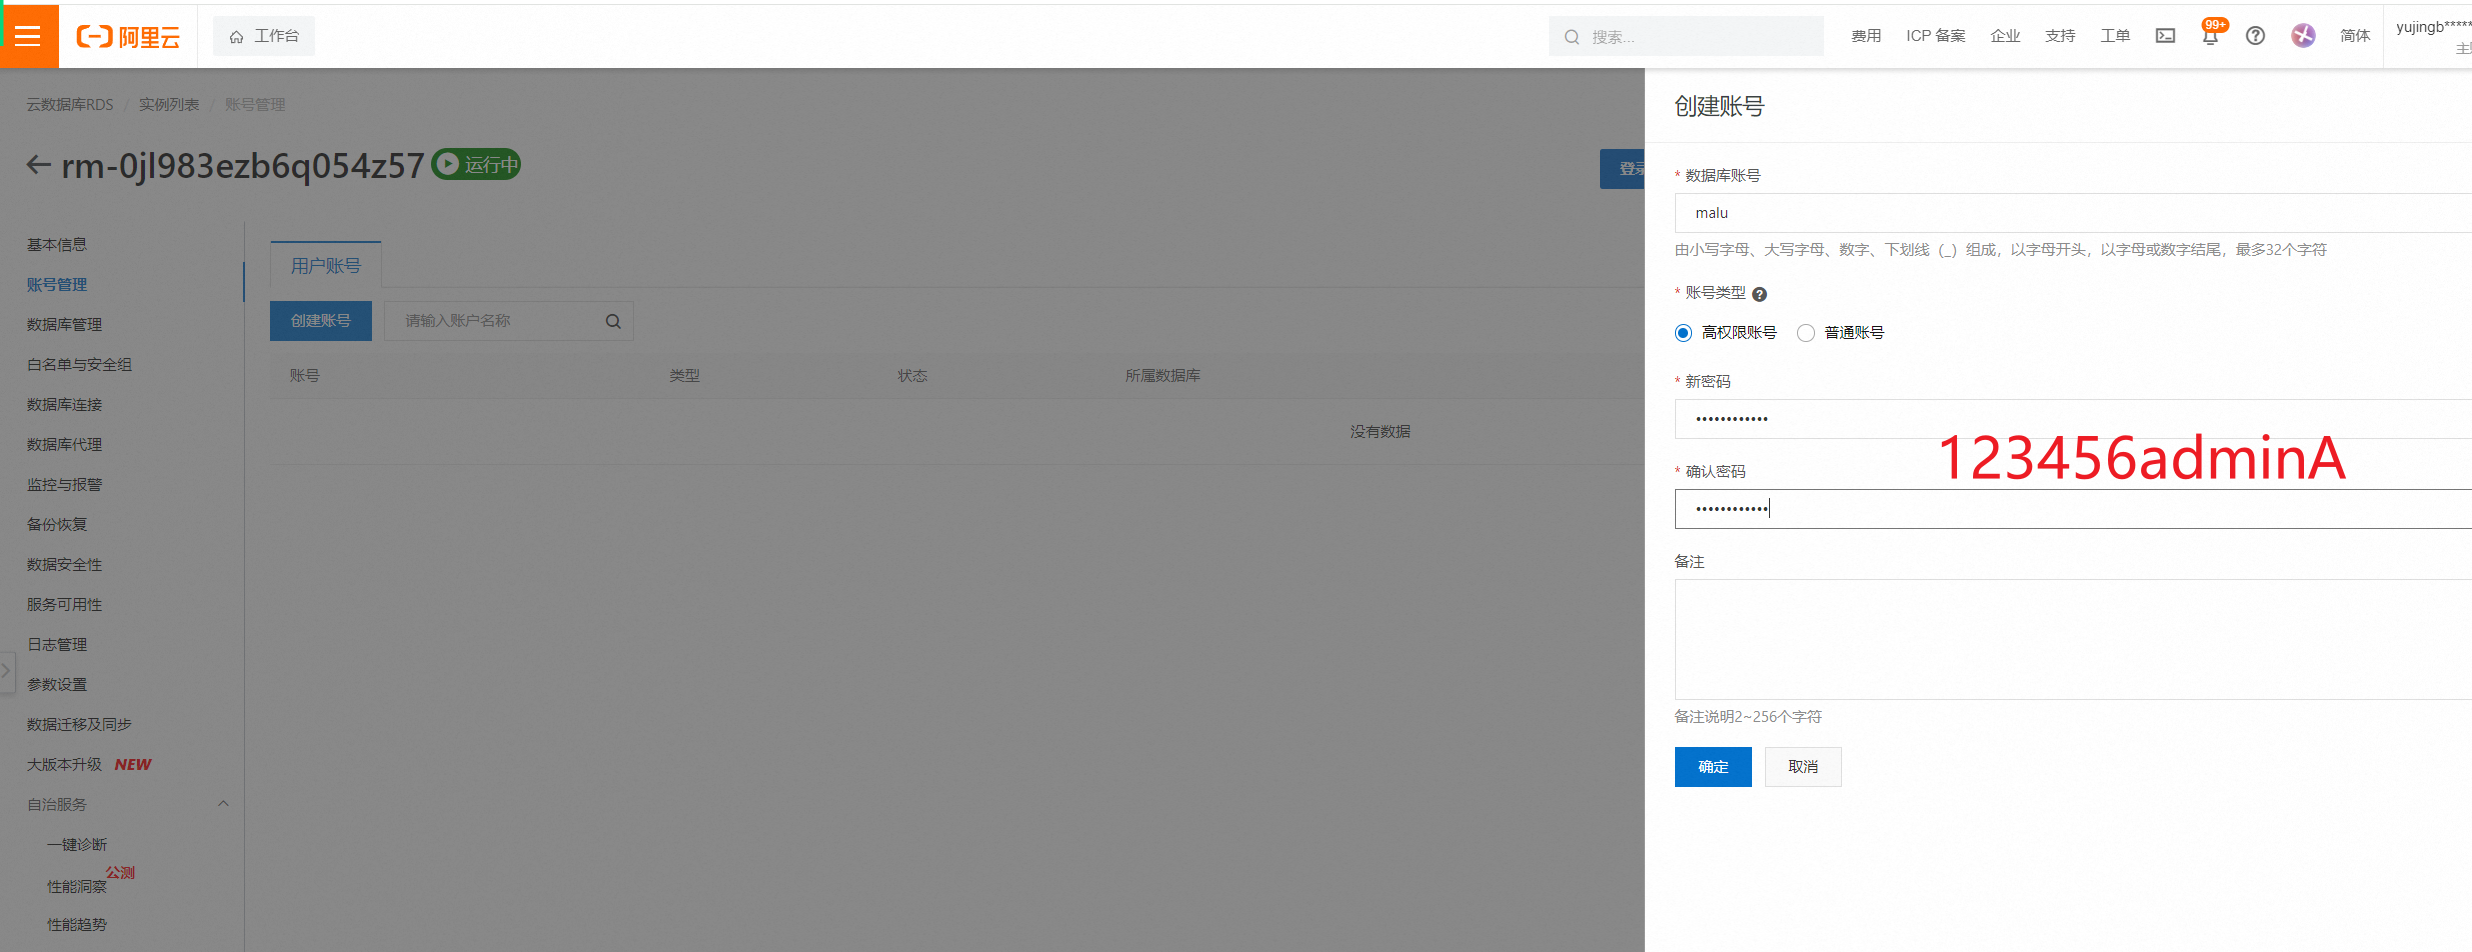 阿里云
工作台
搜索...
费用
ICP 备案
企业
支持
工单
99+
简体
yujingb*****
云数据库RDS / 实例列表 / 账号管理
rm-0jl983ezb6q054z57
运行中
基本信息
账号管理
数据库管理
白名单与安全组
数据库连接
数据库代理
监控与报警
备份恢复
数据安全性
服务可用性
日志管理
参数设置
数据迁移及同步
大版本升级 NEW
自治服务
一键诊断
公测
性能洞察
性能趋势
用户账号
创建账号
请输入账户名称
账号 类型 状态 所属数据库
没有数据
创建账号
* 数据库账号
malu
由小写字母、大写字母、数字、下划线（_）组成，以字母开头，以字母或数字结尾，最多32个字符
* 账号类型
高权限账号 普通账号
* 新密码
••••••••••••
123456adminA
* 确认密码
••••••••••••
备注
备注说明2~256个字符
确定
取消